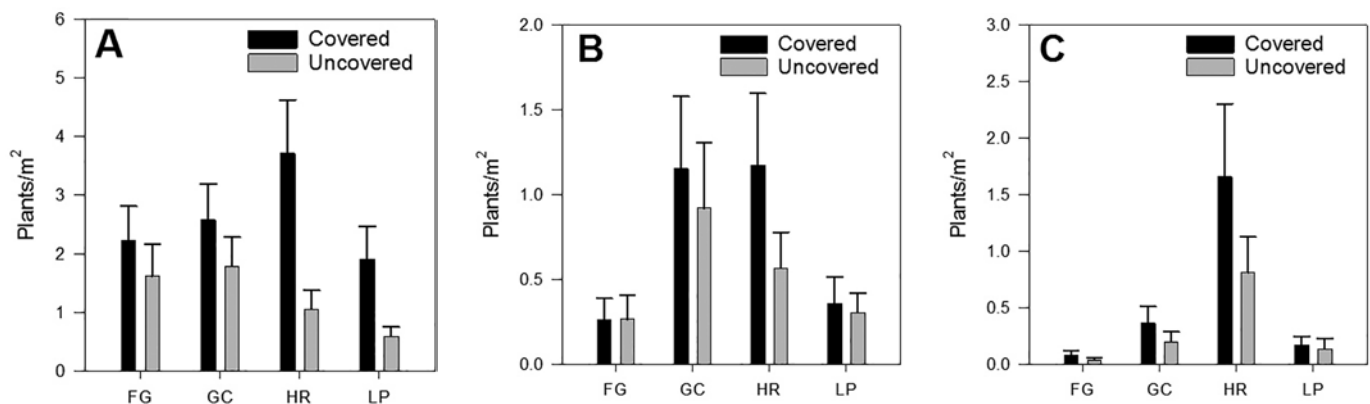 A
Covered
Uncovered
Plants/m²
6
5
4
3
2
1
0
FG GC HR LP
B
Covered
Uncovered
Plants/m²
2.0
1.5
1.0
0.5
0.0
FG GC HR LP
C
Covered
Uncovered
Plants/m²
3.0
2.5
2.0
1.5
1.0
0.5
0.0
FG GC HR LP